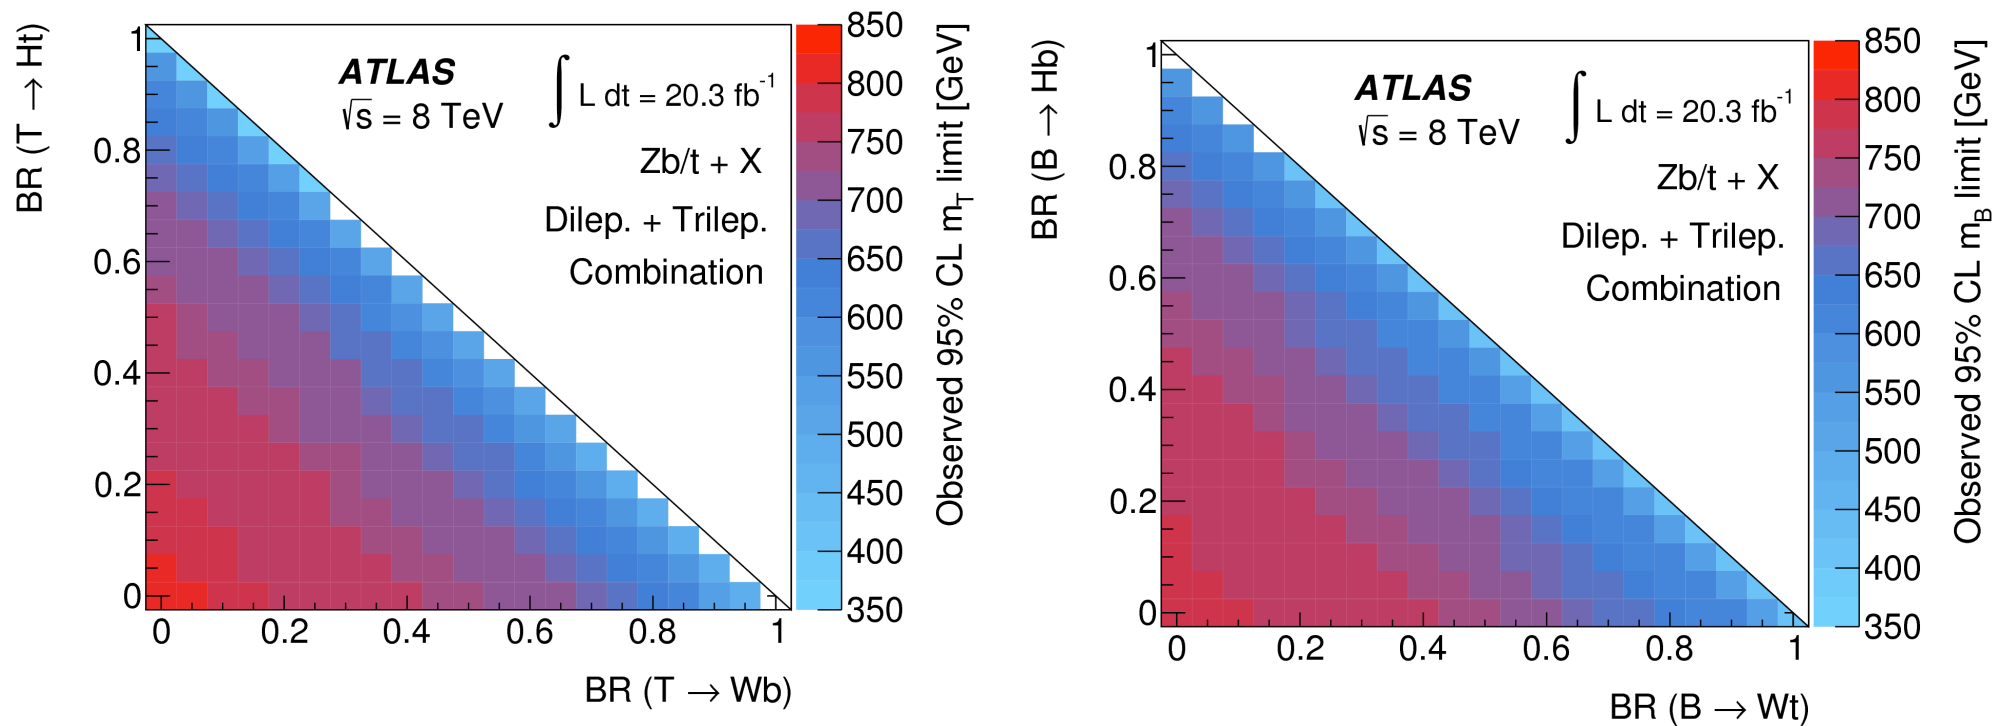 BR (T → Ht)
1
0.8
0.6
0.4
0.2
0
0 0.2 0.4 0.6 0.8 1
BR (T → Wb)
ATLAS
√s = 8 TeV
∫ L dt = 20.3 fb⁻¹
Zb/t + X
Dilep. + Trilep.
Combination
850
800
750
700
650
600
550
500
450
400
350
Observed 95% CL m_T limit [GeV]
BR (B → Hb)
1
0.8
0.6
0.4
0.2
0
0 0.2 0.4 0.6 0.8 1
BR (B → Wt)
ATLAS
√s = 8 TeV
∫ L dt = 20.3 fb⁻¹
Zb/t + X
Dilep. + Trilep.
Combination
850
800
750
700
650
600
550
500
450
400
350
Observed 95% CL m_B limit [GeV]